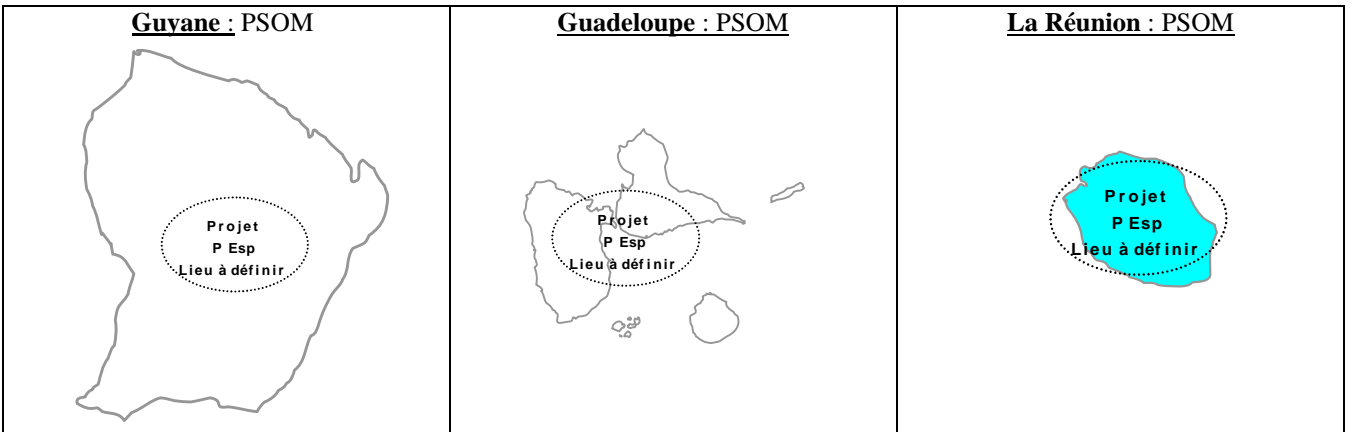 Guyane : PSOM
Projet
P Esp
Lieu à définir
Guadeloupe : PSOM
Projet
P Esp
Lieu à définir
La Réunion : PSOM
Projet
P Esp
Lieu à définir